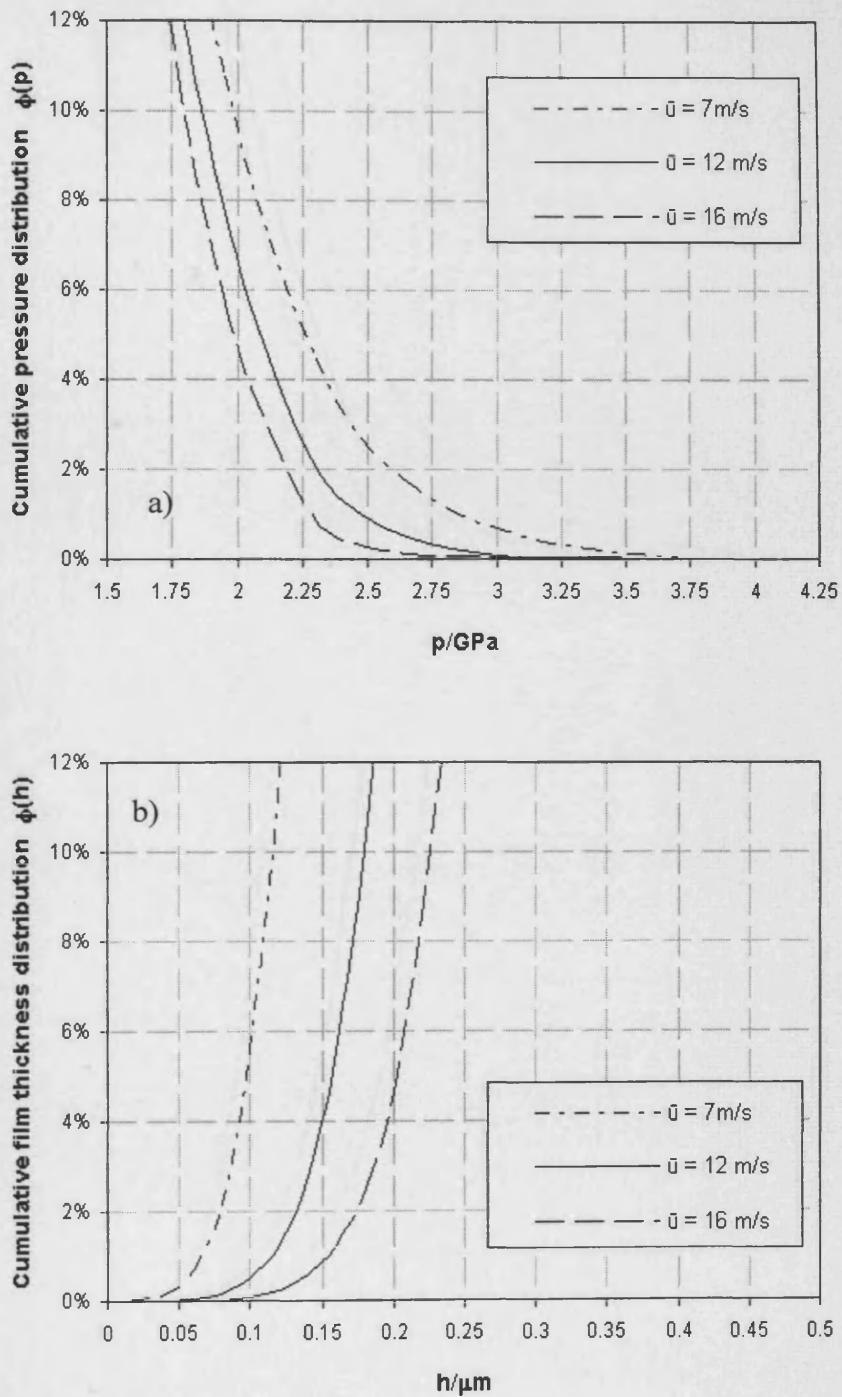 12%
10%
8%
6%
4%
2%
0%
Cumulative pressure distribution ϕ(p)
a)
ū = 7m/s
ū = 12 m/s
ū = 16 m/s
1.5 1.75 2 2.25 2.5 2.75 3 3.25 3.5 3.75 4 4.25
p/GPa
12%
10%
8%
6%
4%
2%
0%
Cumulative film thickness distribution ϕ(h)
b)
ū = 7m/s
ū = 12 m/s
ū = 16 m/s
0 0.05 0.1 0.15 0.2 0.25 0.3 0.35 0.4 0.45 0.5
h/μm